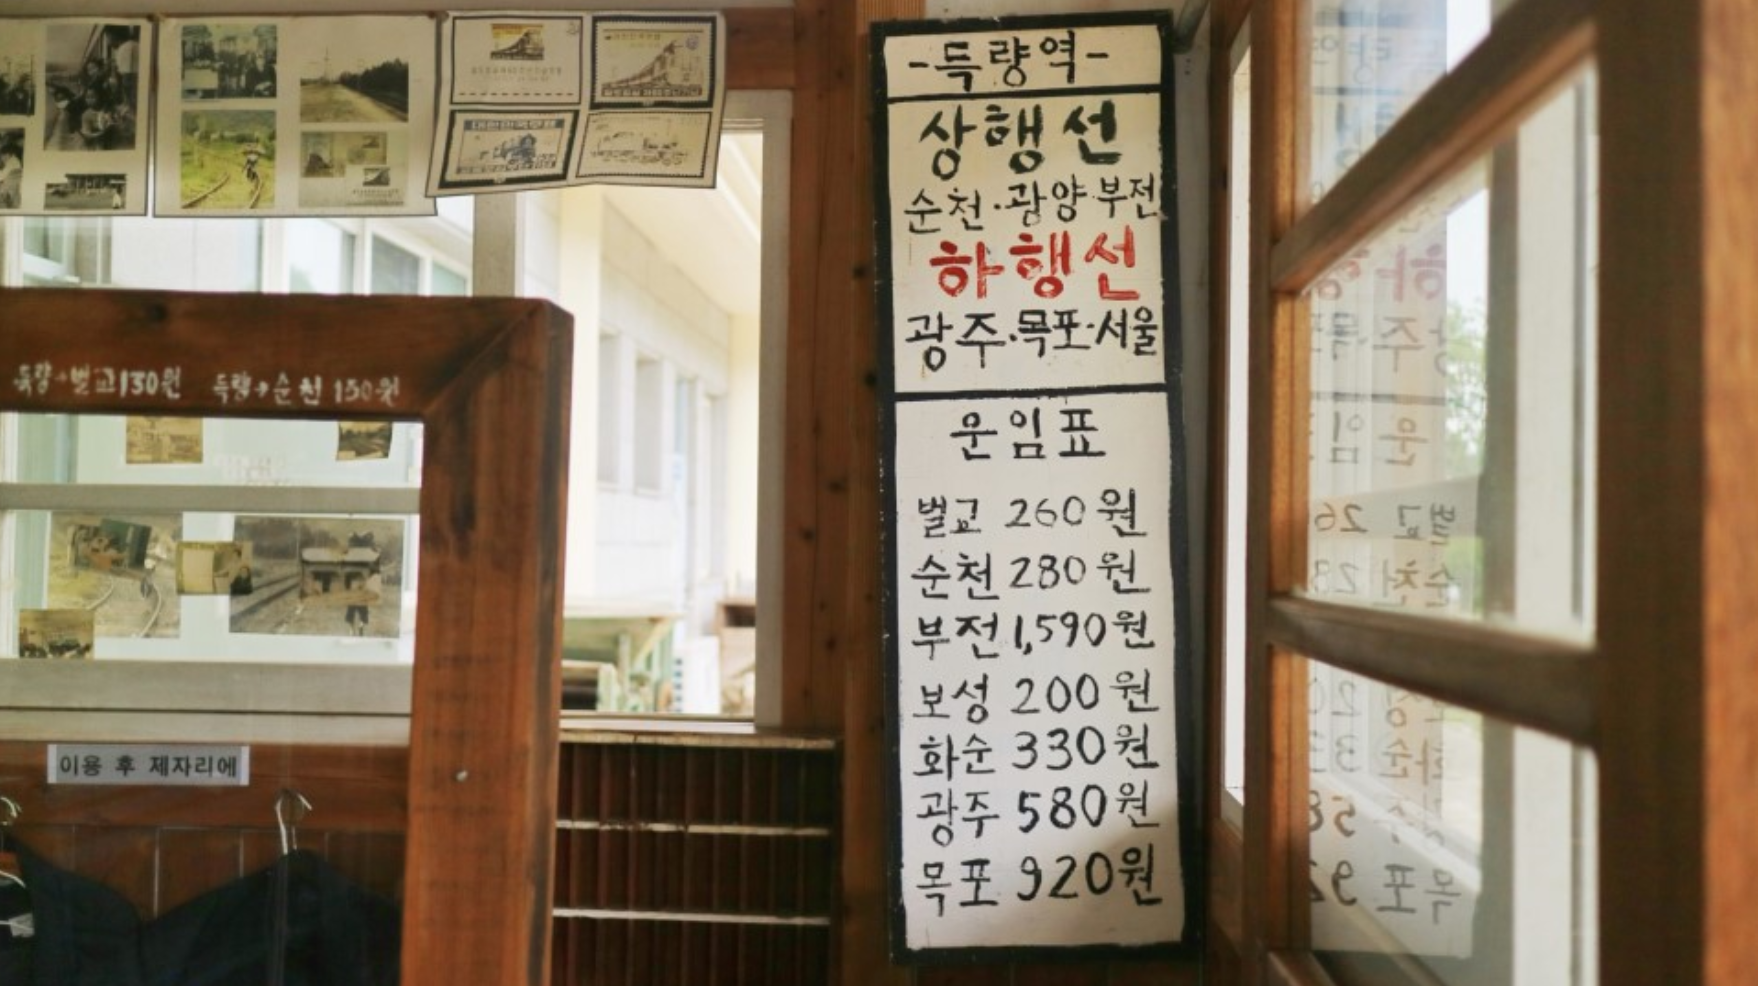 -득량역-
상행선
순천·광양·부전
하행선
광주·목포·서울
운임표
벌교 260원
순천 280원
부전 1,590원
보성 200원
화순 330원
광주 580원
목포 920원
득량→벌교 130원 득량→순천 150원
이용 후 제자리에